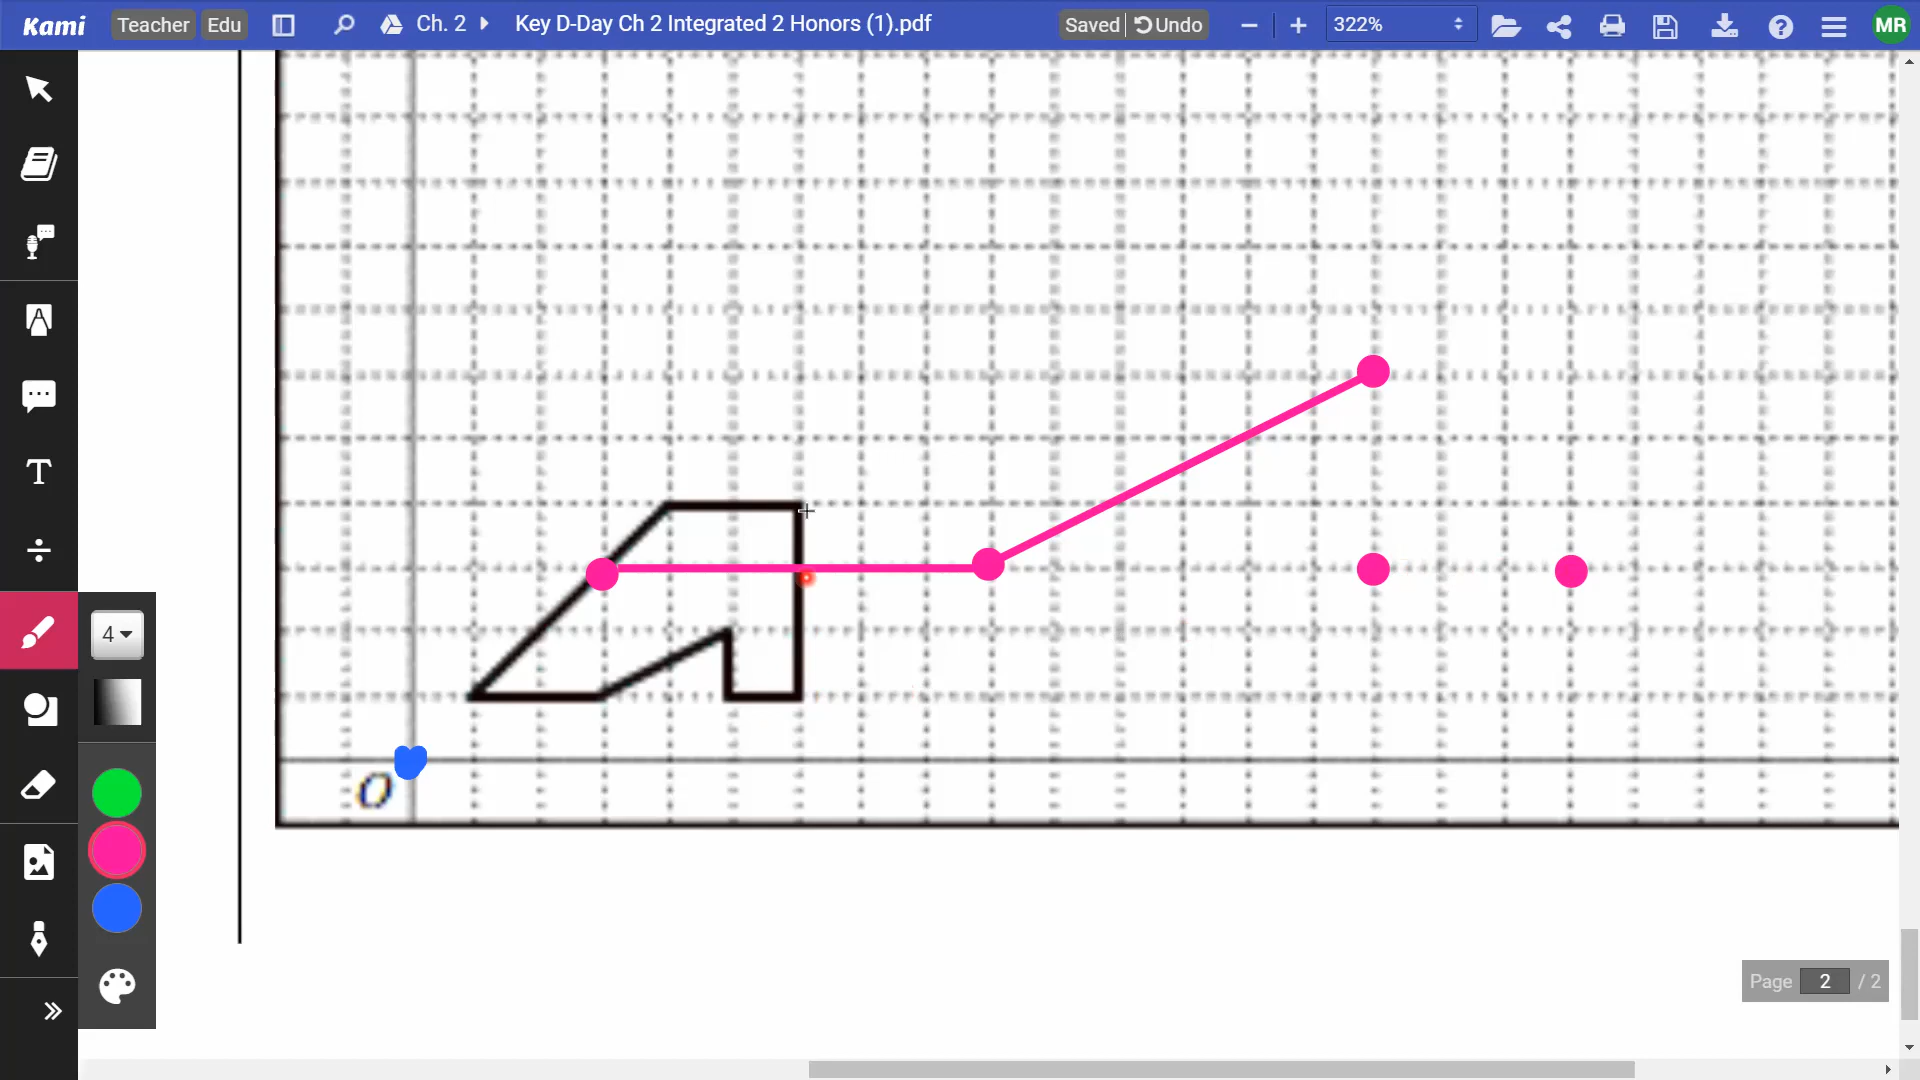 Kami Teacher Edu Ch. 2 Key D-Day Ch 2 Integrated 2 Honors (1).pdf Saved Undo 322% MR
T
4
O
Page 2 / 2